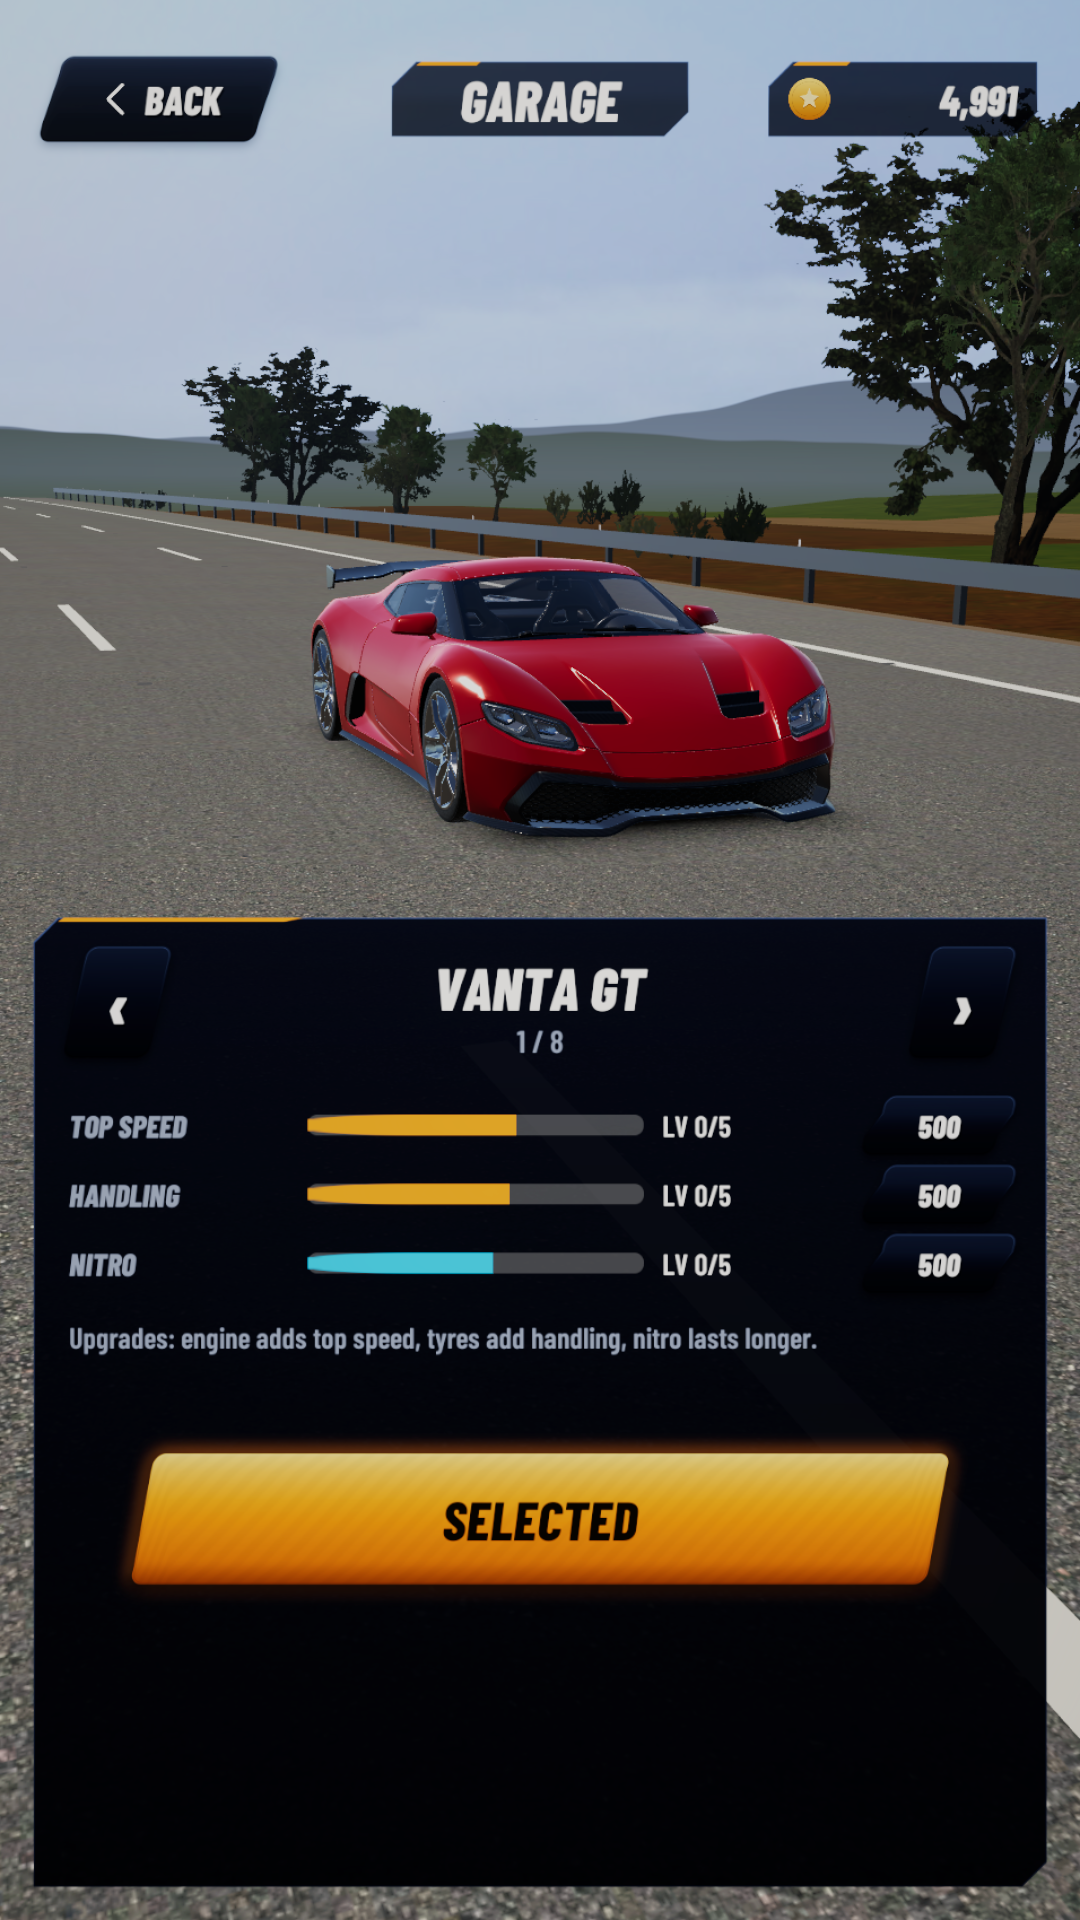 BACK
GARAGE
4,991
VANTA GT
1 / 8
TOP SPEED LV 0/5 500
HANDLING LV 0/5 500
NITRO LV 0/5 500
Upgrades: engine adds top speed, tyres add handling, nitro lasts longer.
SELECTED